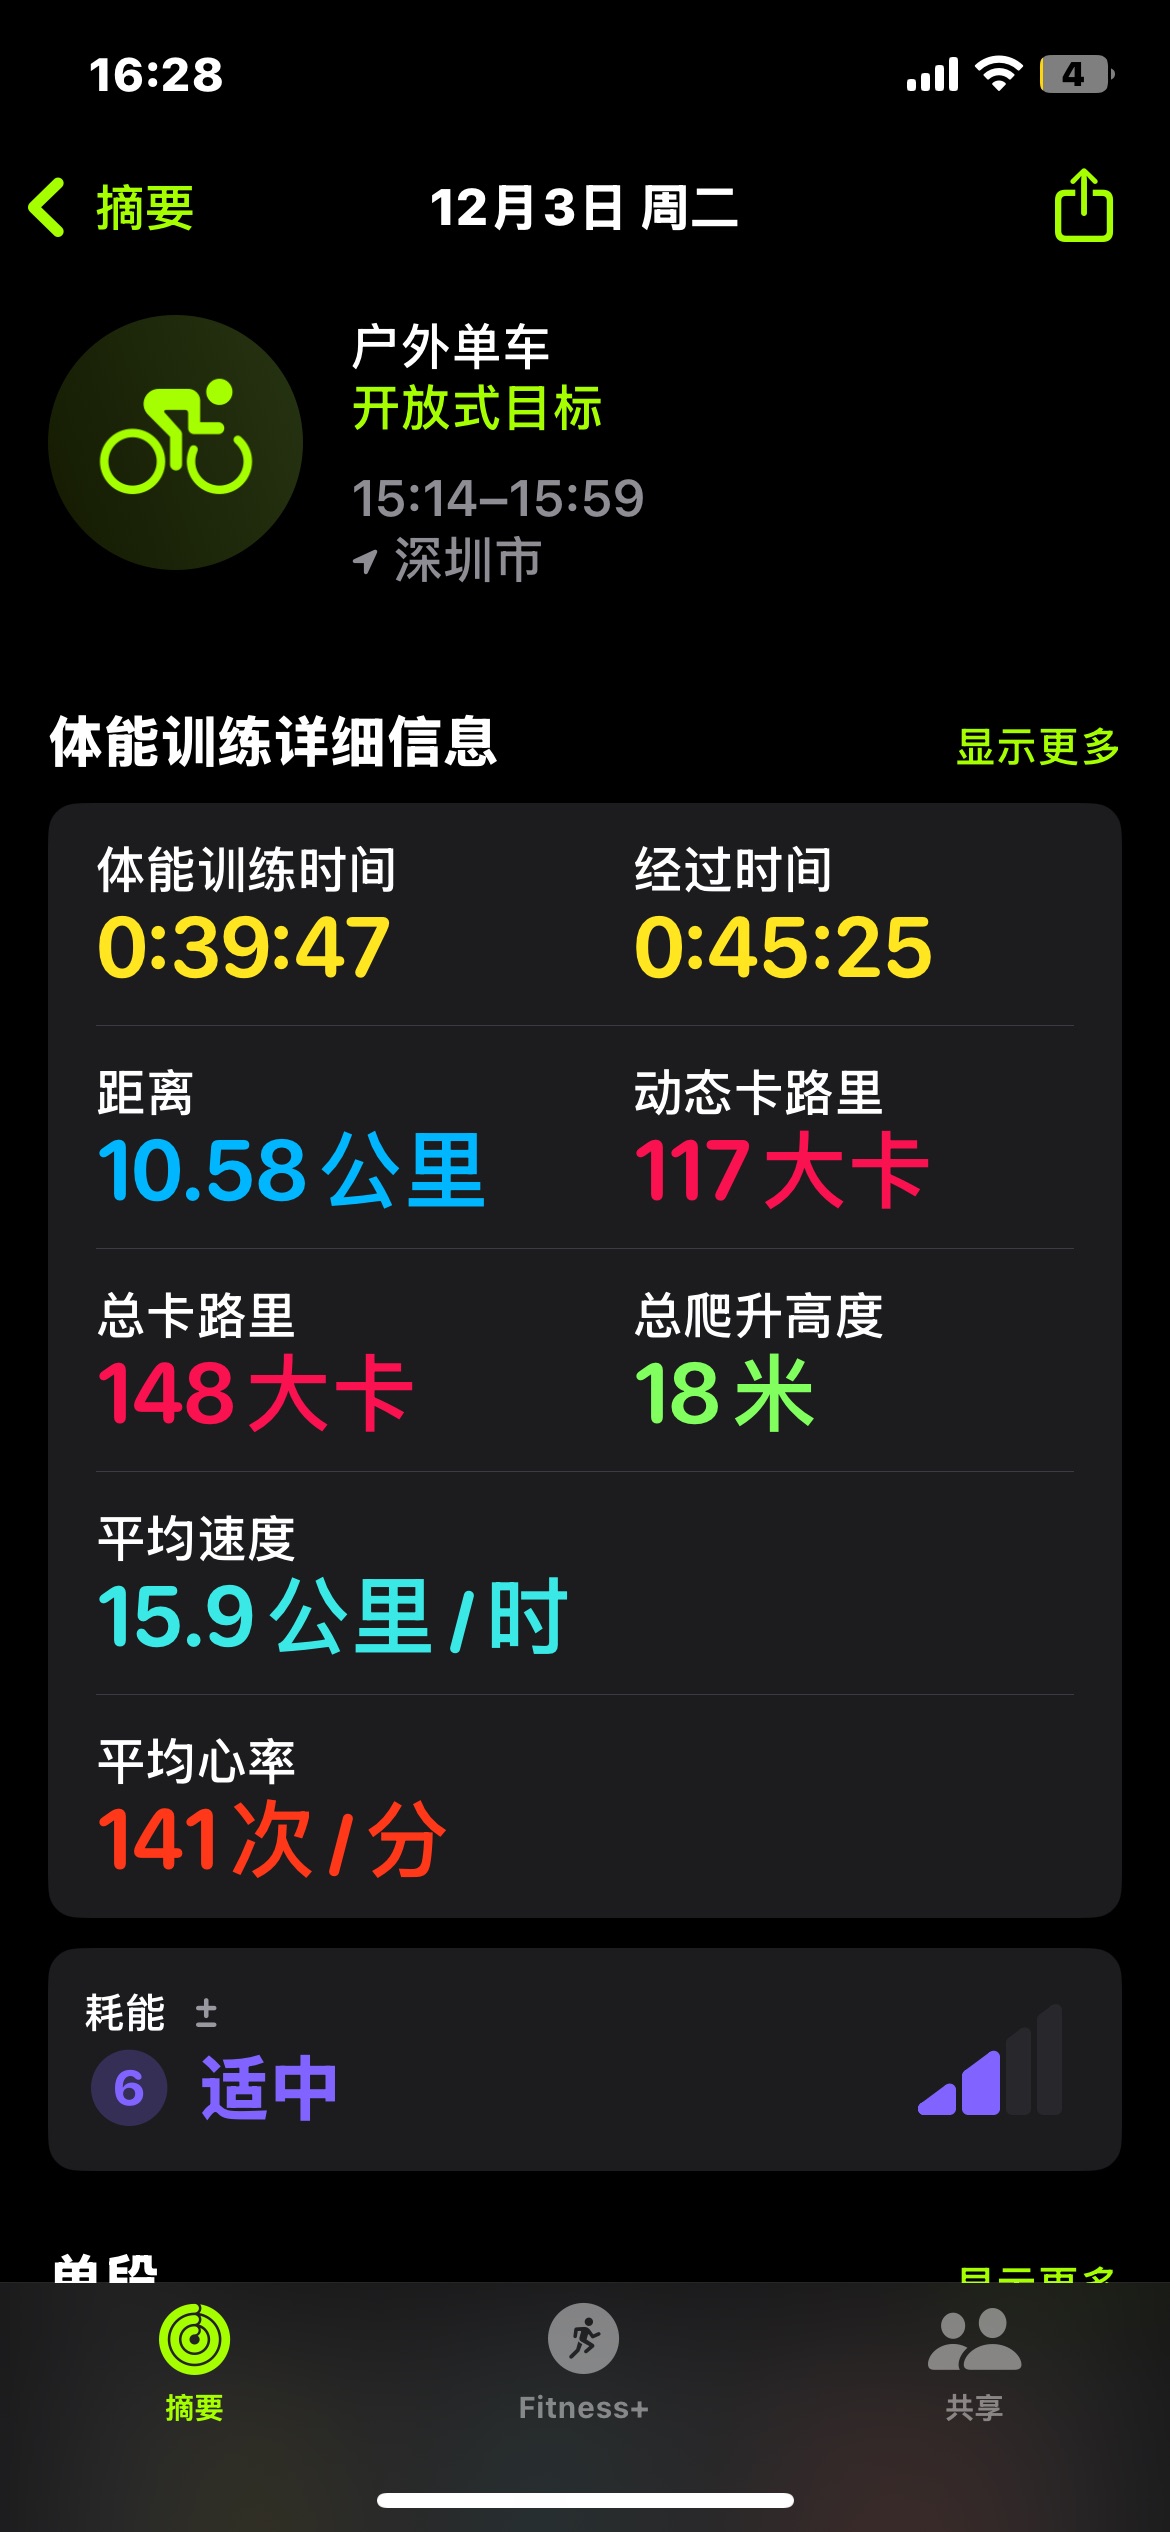 16:28
4
摘要
12月3日 周二
户外单车
开放式目标
15:14–15:59
深圳市
体能训练详细信息
显示更多
体能训练时间
经过时间
0:39:47
0:45:25
距离
动态卡路里
10.58公里
117大卡
总卡路里
总爬升高度
148大卡
18米
平均速度
15.9公里/时
平均心率
141次/分
耗能 ±
6 适中
单段
显示更多
摘要
Fitness+
共享